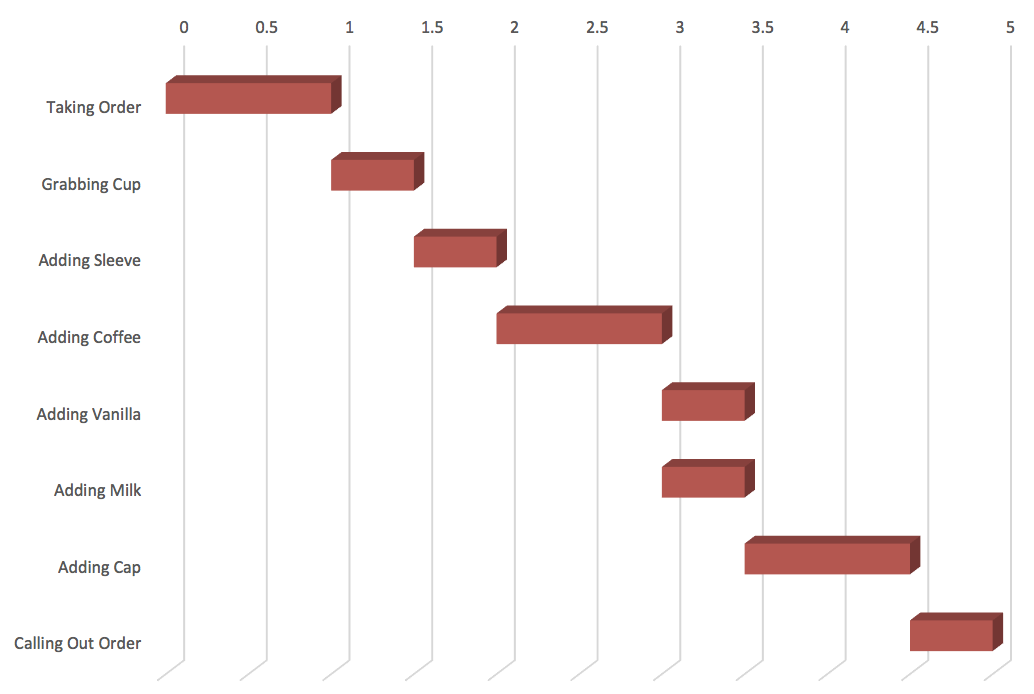 0 0.5 1 1.5 2 2.5 3 3.5 4 4.5 5
Taking Order
Grabbing Cup
Adding Sleeve
Adding Coffee
Adding Vanilla
Adding Milk
Adding Cap
Calling Out Order